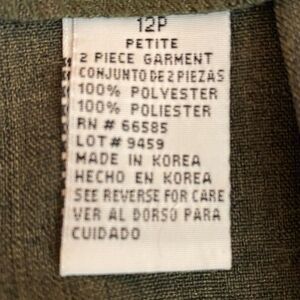 12P
PETITE
2 PIECE GARMENT
CONJUNTO DE 2 PIEZAS
100% POLYESTER
100% POLIESTER
RN # 66585
LOT # 9459
MADE IN KOREA
HECHO EN KOREA
SEE REVERSE FOR CARE
VER AL DORSO PARA
CUIDADO